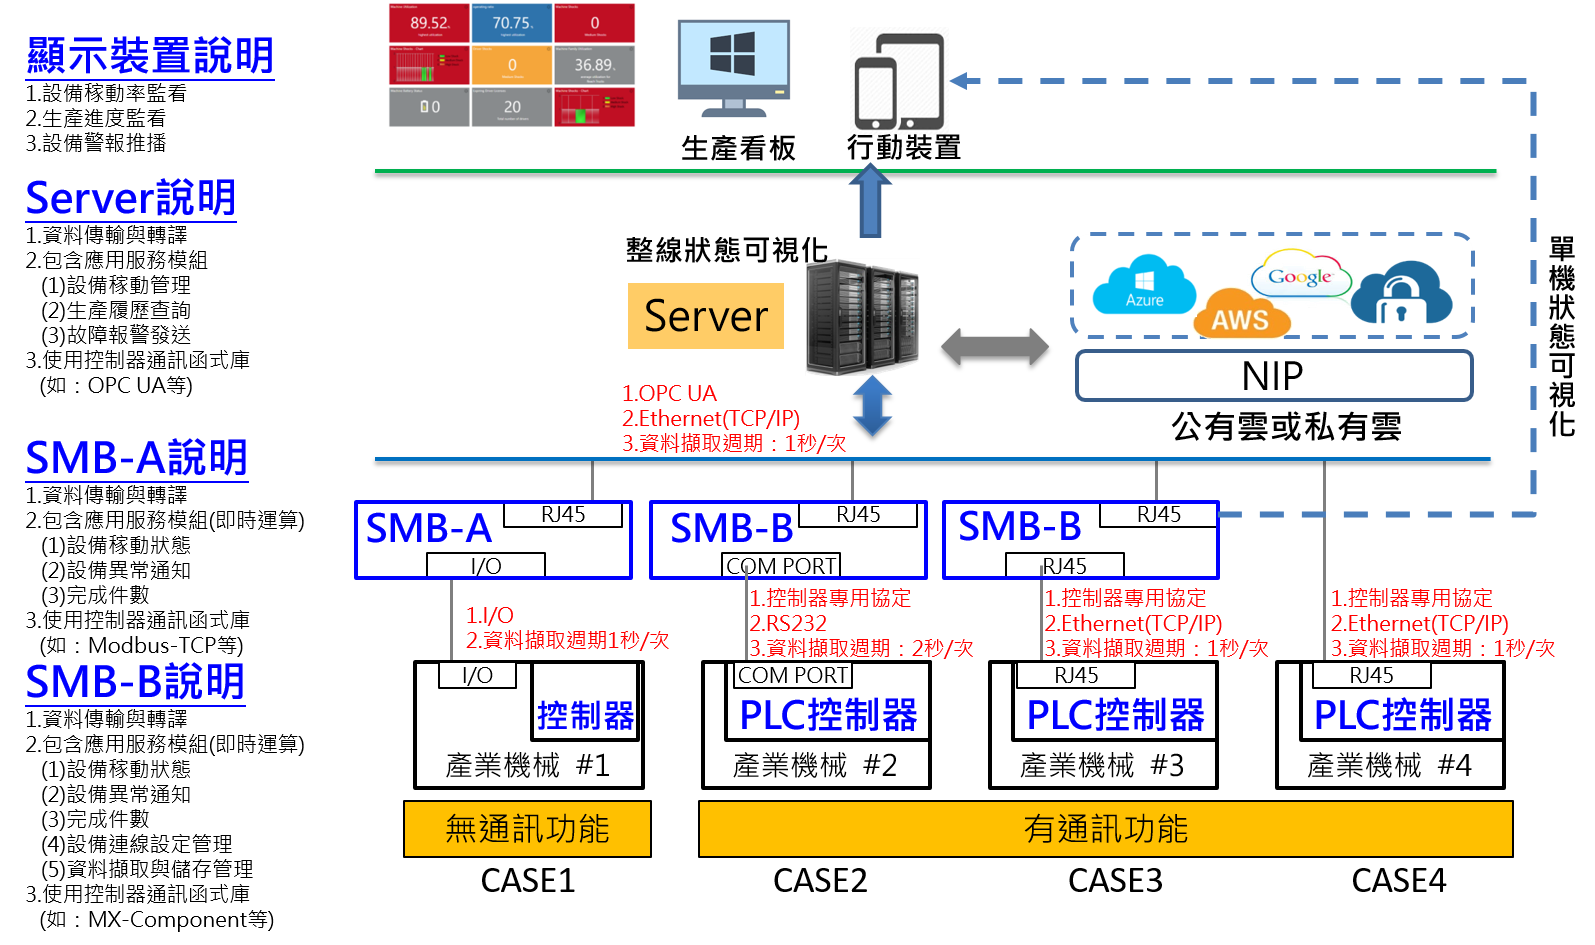 顯示裝置說明
1.設備稼動率監看
2.生產進度監看
3.設備警報推播
Server說明
1.資料傳輸與轉譯
2.包含應用服務模組
(1)設備稼動管理
(2)生產履歷查詢
(3)故障報警發送
3.使用控制器通訊函式庫
(如：OPC UA等)
SMB-A說明
1.資料傳輸與轉譯
2.包含應用服務模組(即時運算)
(1)設備稼動狀態
(2)設備異常通知
(3)完成件數
3.使用控制器通訊函式庫
(如：Modbus-TCP等)
SMB-B說明
1.資料傳輸與轉譯
2.包含應用服務模組(即時運算)
(1)設備稼動狀態
(2)設備異常通知
(3)完成件數
(4)設備連線設定管理
(5)資料擷取與儲存管理
3.使用控制器通訊函式庫
(如：MX-Component等)
89.52
70.75
0
0
36.89
0
20
生產看板
行動裝置
整線狀態可視化
Server
Azure
AWS
Google
NIP
公有雲或私有雲
單機狀態可視化
1.OPC UA
2.Ethernet(TCP/IP)
3.資料擷取週期：1秒/次
SMB-A
RJ45
I/O
SMB-B
RJ45
COM PORT
SMB-B
RJ45
RJ45
1.I/O
2.資料擷取週期1秒/次
1.控制器專用協定
2.RS232
3.資料擷取週期：2秒/次
1.控制器專用協定
2.Ethernet(TCP/IP)
3.資料擷取週期：1秒/次
1.控制器專用協定
2.Ethernet(TCP/IP)
3.資料擷取週期：1秒/次
I/O
控制器
產業機械 #1
COM PORT
PLC控制器
產業機械 #2
RJ45
PLC控制器
產業機械 #3
RJ45
PLC控制器
產業機械 #4
無通訊功能
有通訊功能
CASE1
CASE2
CASE3
CASE4